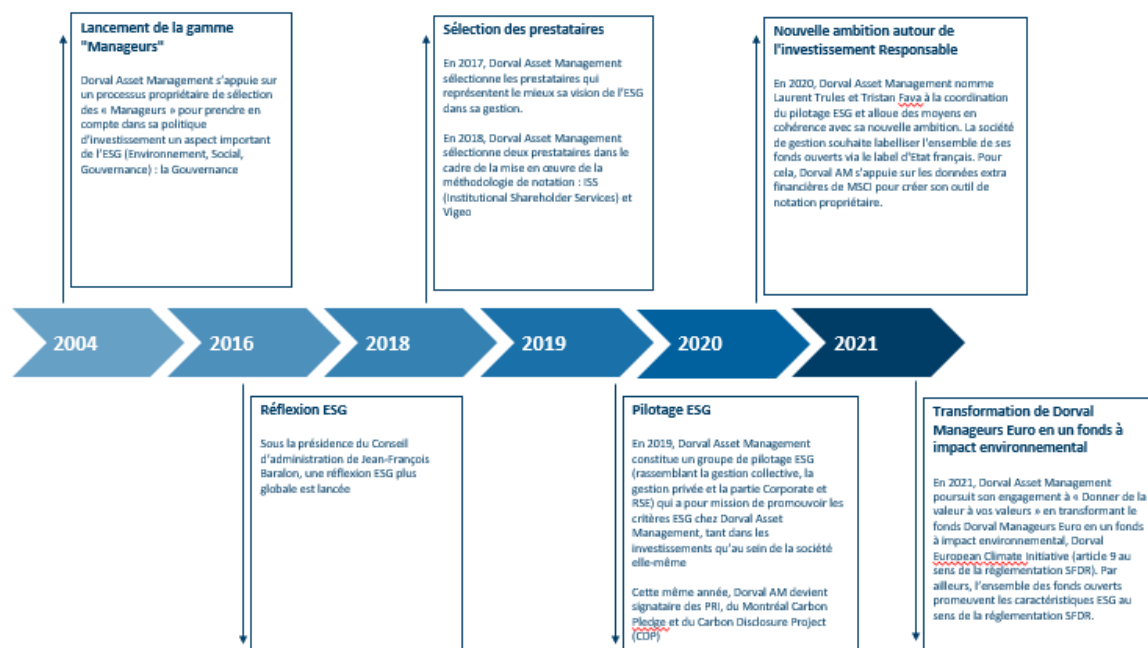 Lancement de la gamme
"Manageurs"
Dorval Asset Management s'appuie sur
un processus propriétaire de sélection
des « Manageurs » pour prendre en
compte dans sa politique
d'investissement un aspect important
de l'ESG (Environnement, Social,
Gouvernance) : la Gouvernance
Sélection des prestataires
En 2017, Dorval Asset Management
sélectionne les prestataires qui
représentent le mieux sa vision de l'ESG
dans sa gestion.
En 2018, Dorval Asset Management
sélectionne deux prestataires dans le
cadre de la mise en œuvre de la
méthodologie de notation : ISS
(Institutional Shareholder Services) et
Vigeo
Nouvelle ambition autour de
l'investissement Responsable
En 2020, Dorval Asset Management nomme
Laurent Trules et Tristan Fava à la coordination
du pilotage ESG et alloue des moyens en
cohérence avec sa nouvelle ambition. La société
de gestion souhaite labelliser l'ensemble de ses
fonds ouverts via le label d'Etat français. Pour
cela, Dorval AM s'appuie sur les données extra
financières de MSCI pour créer son outil de
notation propriétaire.
2004
2016
2018
2019
2020
2021
Réflexion ESG
Sous la présidence du Conseil
d'administration de Jean-François
Baralon, une réflexion ESG plus
globale est lancée
Pilotage ESG
En 2019, Dorval Asset Management
constitue un groupe de pilotage ESG
(rassemblant la gestion collective, la
gestion privée et la partie Corporate et
RSE) qui a pour mission de promouvoir les
critères ESG chez Dorval Asset
Management, tant dans les
investissements qu'au sein de la société
elle-même
Cette même année, Dorval AM devient
signataire des PRI, du Montréal Carbon
Pledge et du Carbon Disclosure Project
(CDP)
Transformation de Dorval
Manageurs Euro en un fonds à
impact environnemental
En 2021, Dorval Asset Management
poursuit son engagement à « Donner de la
valeur à vos valeurs » en transformant le
fonds Dorval Manageurs Euro en un fonds
à impact environnemental, Dorval
European Climate Initiative (article 9 au
sens de la réglementation SFDR). Par
ailleurs, l'ensemble des fonds ouverts
promeuvent les caractéristiques ESG au
sens de la réglementation SFDR.